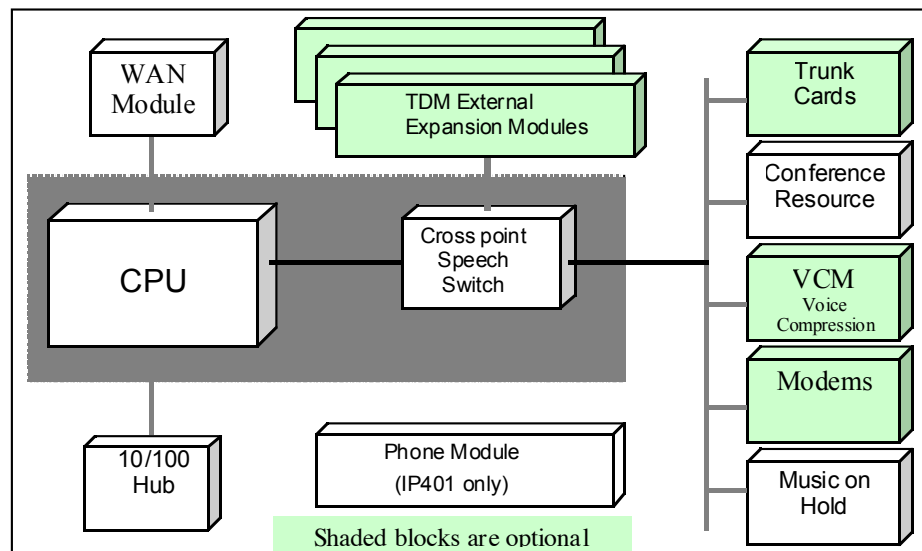 WAN
Module
TDM External
Expansion Modules
Trunk
Cards
Conference
Resource
CPU
Cross point
Speech
Switch
VCM
Voice
Compression
Modems
10/100
Hub
Phone Module
(IP401 only)
Music on
Hold
Shaded blocks are optional